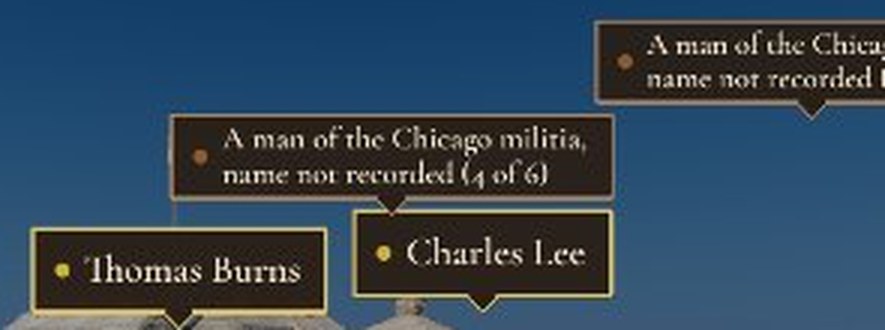 A man of the Chicag
name not recorded
A man of the Chicago militia,
name not recorded (4 of 6)
Thomas Burns
Charles Lee